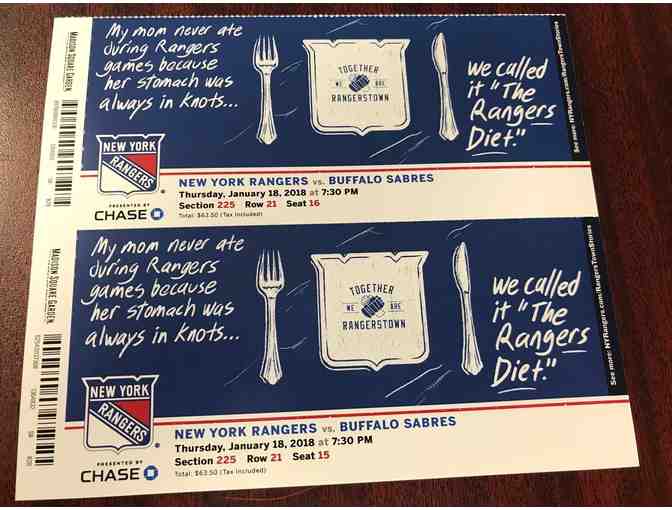 My mom never ate
during Rangers
games because
her stomach was
always in knots...
TOGETHER
WE ARE
RANGERSTOWN
we called
it "The
Rangers
Diet."
See more: NYRangers.com/RangersTownStories
MADISON SQUARE GARDEN
NEW YORK
RANGERS
PRESENTED BY
CHASE
NEW YORK RANGERS vs. BUFFALO SABRES
Thursday, January 18, 2018 at 7:30 PM
Section 225 Row 21 Seat 16
Total: $63.50 (Tax Included)
My mom never ate
during Rangers
games because
her stomach was
always in knots...
TOGETHER
WE ARE
RANGERSTOWN
we called
it "The
Rangers
Diet."
See more: NYRangers.com/RangersTownStories
MADISON SQUARE GARDEN
NEW YORK
RANGERS
PRESENTED BY
CHASE
NEW YORK RANGERS vs. BUFFALO SABRES
Thursday, January 18, 2018 at 7:30 PM
Section 225 Row 21 Seat 15
Total: $63.50 (Tax Included)